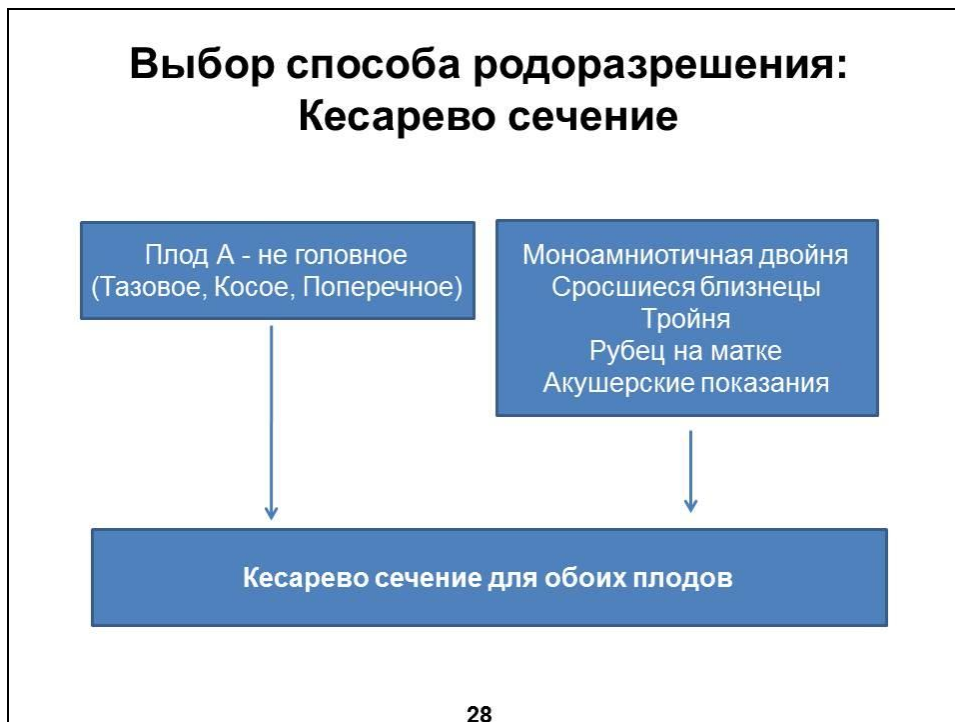 Выбор способа родоразрешения:
Кесарево сечение
Плод А - не головное
(Тазовое, Косое, Поперечное)
Моноамниотичная двойня
Сросшиеся близнецы
Тройня
Рубец на матке
Акушерские показания
Кесарево сечение для обоих плодов
28